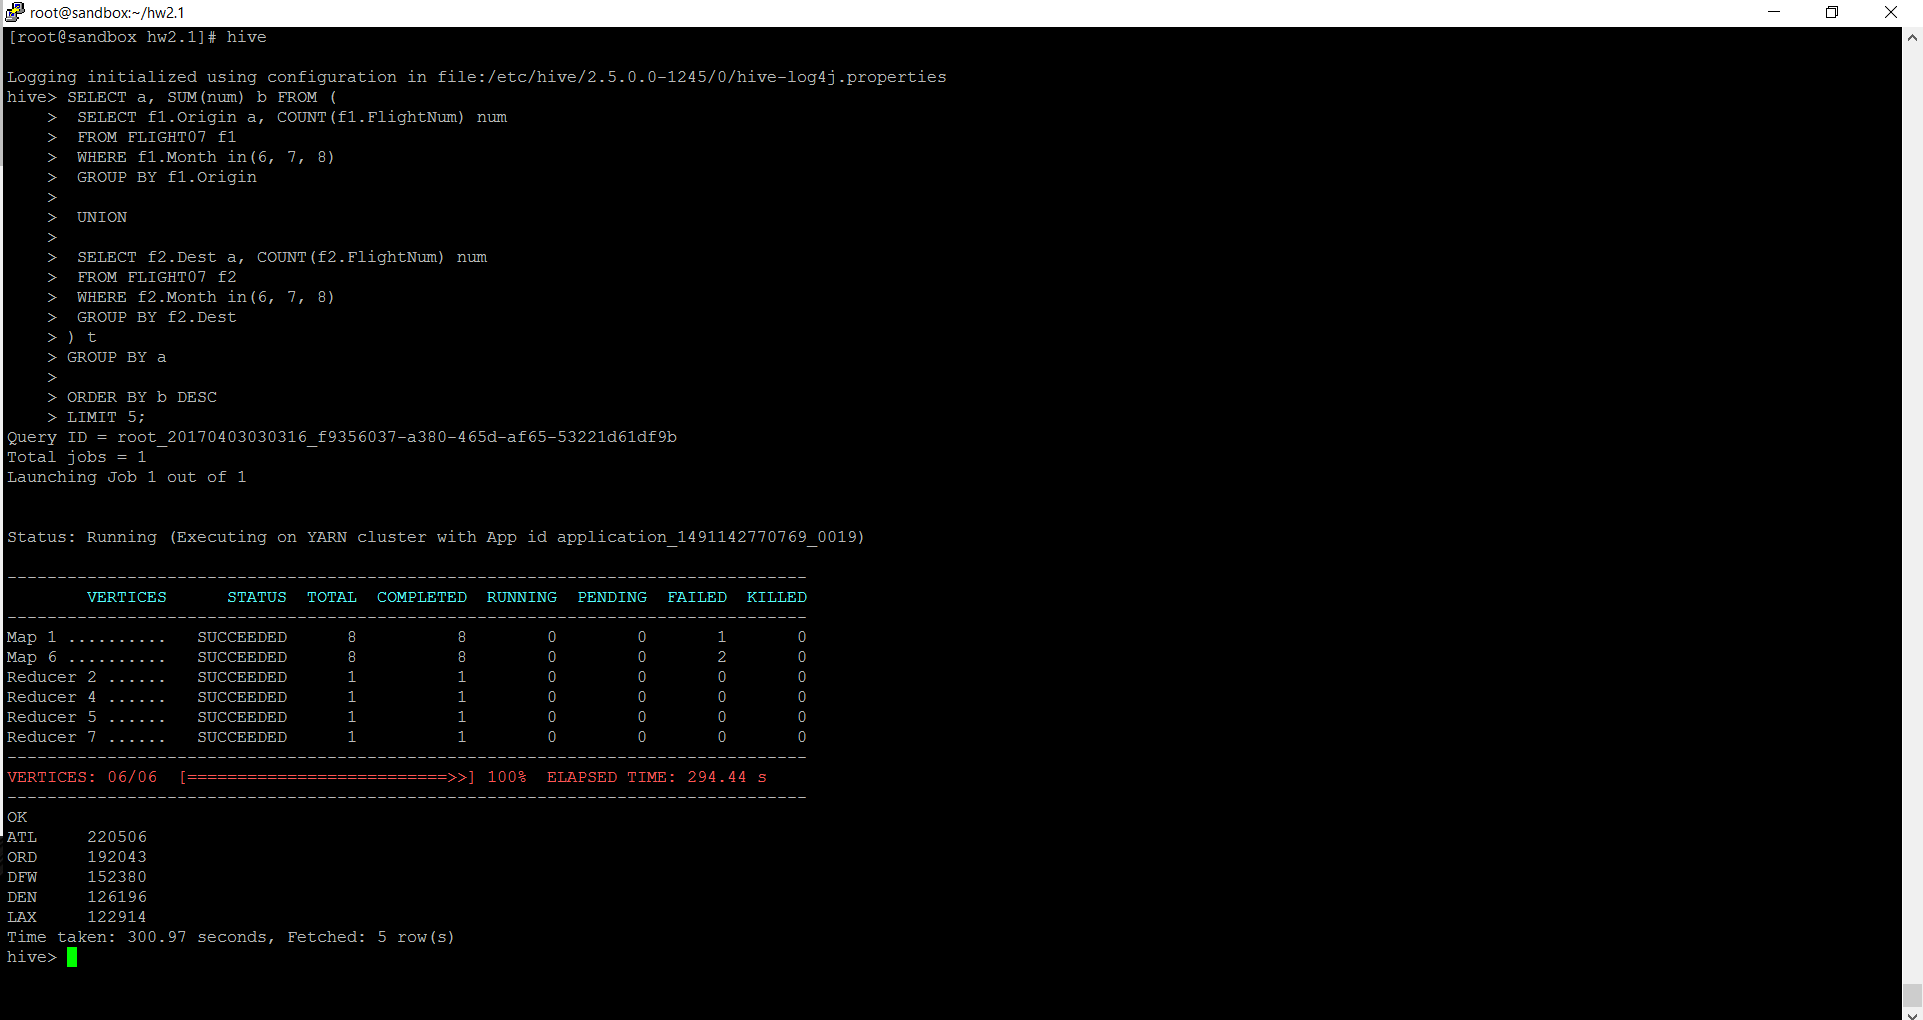 root@sandbox:~/hw2.1
[root@sandbox hw2.1]# hive
Logging initialized using configuration in file:/etc/hive/2.5.0.0-1245/0/hive-log4j.properties
hive> SELECT a, SUM(num) b FROM (
    >  SELECT f1.Origin a, COUNT(f1.FlightNum) num
    >  FROM FLIGHT07 f1
    >  WHERE f1.Month in(6, 7, 8)
    >  GROUP BY f1.Origin
    >
    >  UNION
    >
    >  SELECT f2.Dest a, COUNT(f2.FlightNum) num
    >  FROM FLIGHT07 f2
    >  WHERE f2.Month in(6, 7, 8)
    >  GROUP BY f2.Dest
    > ) t
    > GROUP BY a
    >
    > ORDER BY b DESC
    > LIMIT 5;
Query ID = root_20170403030316_f9356037-a380-465d-af65-53221d61df9b
Total jobs = 1
Launching Job 1 out of 1
Status: Running (Executing on YARN cluster with App id application_1491142770769_0019)
--------------------------------------------------------------------------------
        VERTICES      STATUS  TOTAL  COMPLETED  RUNNING  PENDING  FAILED  KILLED
--------------------------------------------------------------------------------
Map 1 ..........   SUCCEEDED      8          8        0        0       1       0
Map 6 ..........   SUCCEEDED      8          8        0        0       2       0
Reducer 2 ......   SUCCEEDED      1          1        0        0       0       0
Reducer 4 ......   SUCCEEDED      1          1        0        0       0       0
Reducer 5 ......   SUCCEEDED      1          1        0        0       0       0
Reducer 7 ......   SUCCEEDED      1          1        0        0       0       0
--------------------------------------------------------------------------------
VERTICES: 06/06  [==========================>>] 100%  ELAPSED TIME: 294.44 s
--------------------------------------------------------------------------------
OK
ATL     220506
ORD     192043
DFW     152380
DEN     126196
LAX     122914
Time taken: 300.97 seconds, Fetched: 5 row(s)
hive>